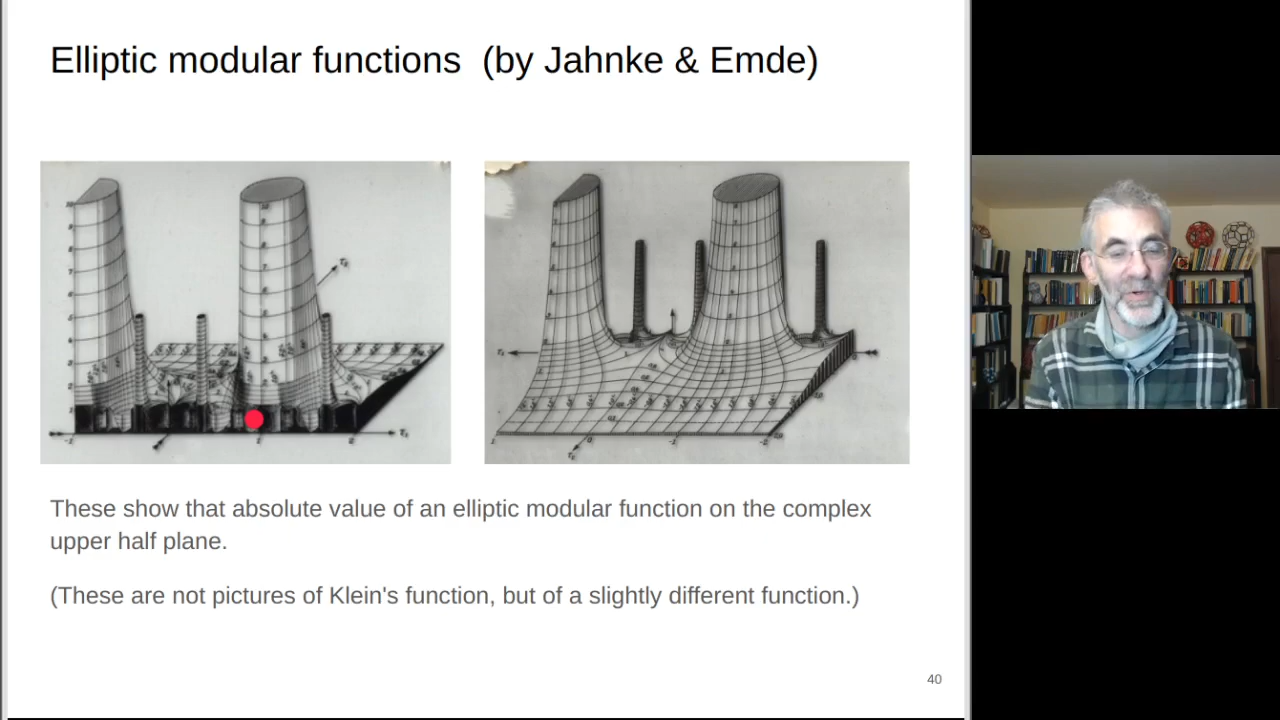 Elliptic modular functions (by Jahnke & Emde)
These show that absolute value of an elliptic modular function on the complex
upper half plane.
(These are not pictures of Klein's function, but of a slightly different function.)
40